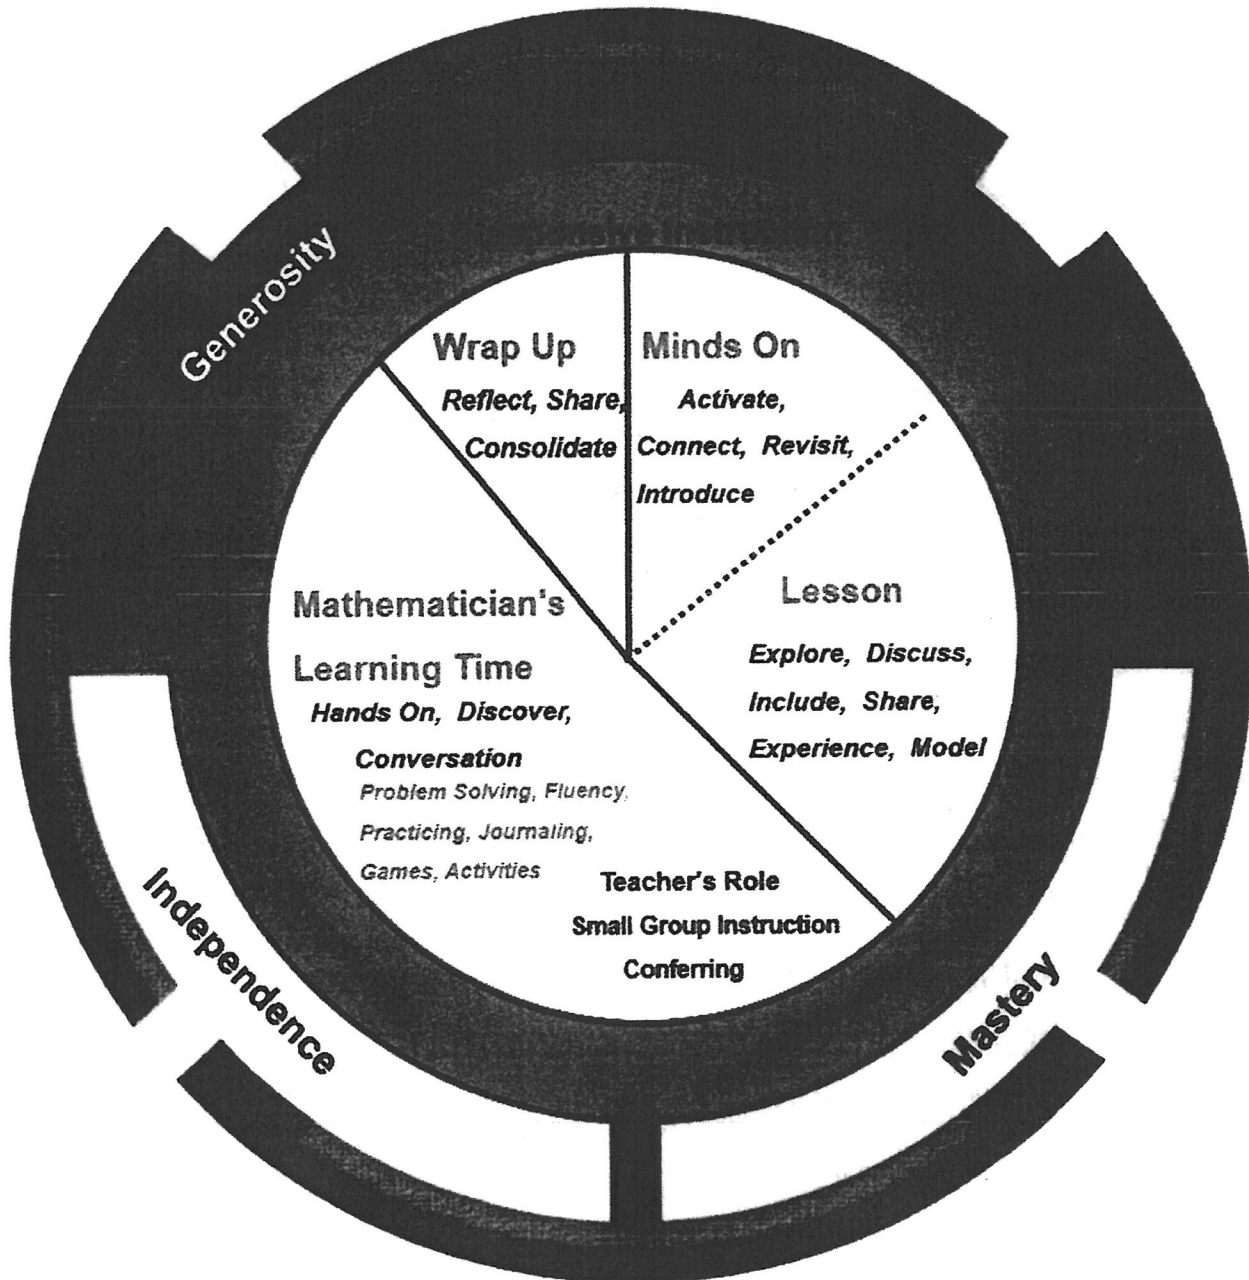 Generosity
Wrap Up
Reflect, Share,
Consolidate
Minds On
Activate,
Connect, Revisit,
Introduce
Lesson
Explore, Discuss,
Include, Share,
Experience, Model
Mathematician's
Learning Time
Hands On, Discover,
Conversation
Problem Solving, Fluency,
Practicing, Journaling,
Games, Activities
Teacher's Role
Small Group Instruction
Conferring
Independence
Mastery